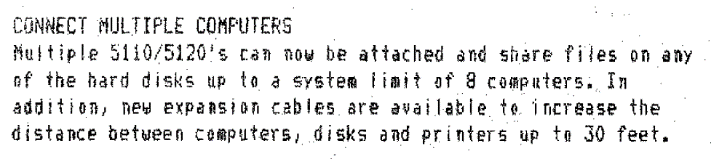 CONNECT MULTIPLE COMPUTERS
Multiple 5110/5120's can now be attached and share files on any
of the hard disks up to a system limit of 8 computers. In
addition, new expansion cables are available to increase the
distance between computers, disks and printers up to 30 feet.